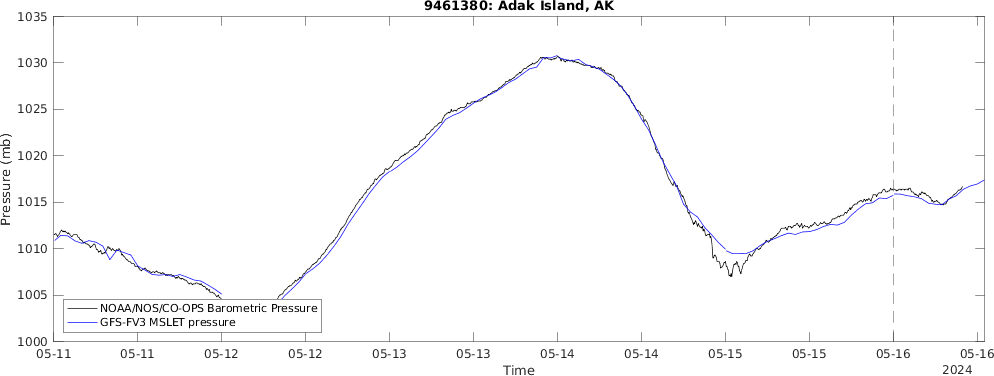 9461380: Adak Island, AK
Pressure (mb)
1035
1030
1025
1020
1015
1010
1005
1000
NOAA/NOS/CO-OPS Barometric Pressure
GFS-FV3 MSLET pressure
05-11 05-11 05-12 05-12 05-13 05-13 05-14 05-14 05-15 05-15 05-16 05-16
Time
2024